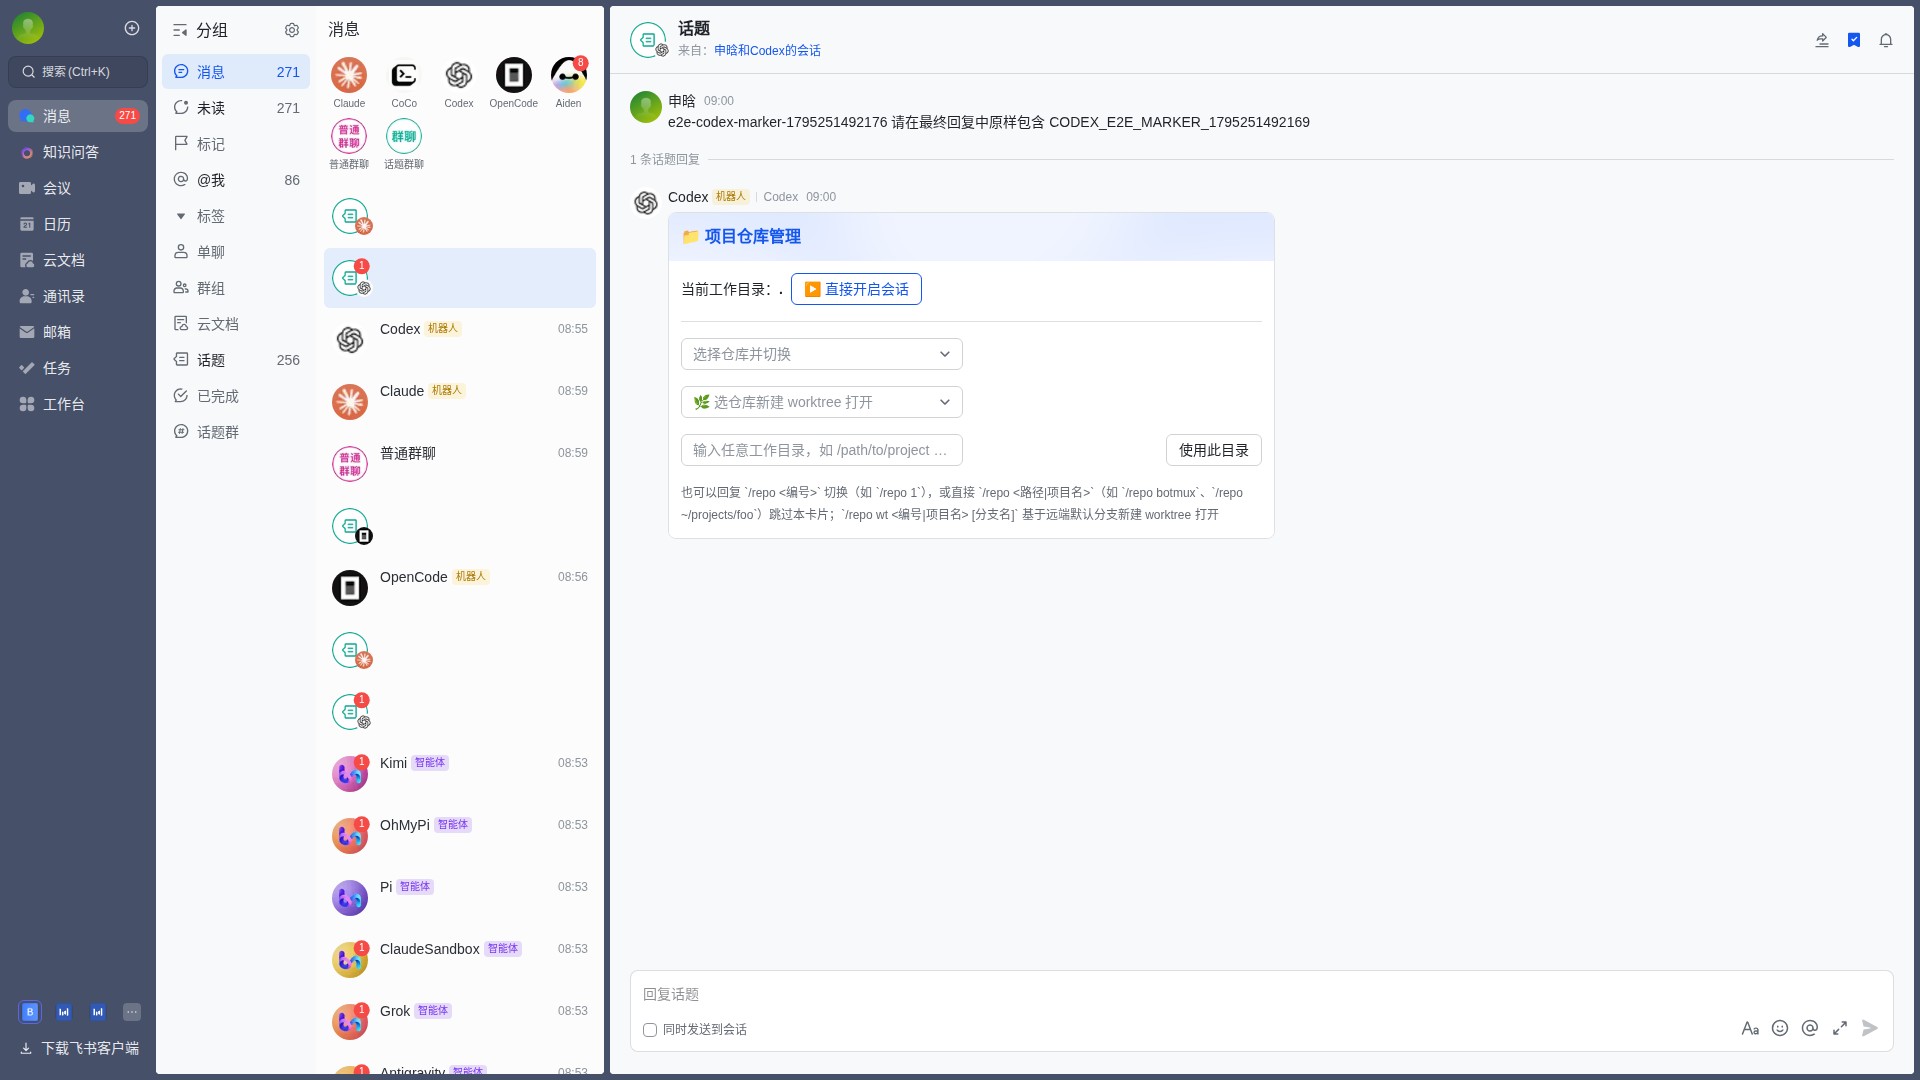 搜索 (Ctrl+K)
消息 271
知识问答
会议
日历
云文档
通讯录
邮箱
任务
工作台
下载飞书客户端
分组
消息 271
未读 271
标记
@我 86
标签
单聊
群组
云文档
话题 256
已完成
话题群
消息
8
Claude CoCo Codex OpenCode Aiden
普通群聊 群聊
普通群聊 话题群聊
1
Codex 机器人 08:55
Claude 机器人 08:59
普通群聊
普通群聊 08:59
OpenCode 机器人 08:56
1
1
Kimi 智能体 08:53
1
OhMyPi 智能体 08:53
Pi 智能体 08:53
1
ClaudeSandbox 智能体 08:53
1
Grok 智能体 08:53
1
Antigravity 智能体 08:53
话题
来自：申晗和Codex的会话
申晗 09:00
e2e-codex-marker-1795251492176 请在最终回复中原样包含 CODEX_E2E_MARKER_1795251492169
1 条话题回复
Codex 机器人 | Codex 09:00
📁 项目仓库管理
当前工作目录：. ▶️ 直接开启会话
选择仓库并切换
🌿 选仓库新建 worktree 打开
输入任意工作目录，如 /path/to/project … 使用此目录
也可以回复 `/repo <编号>` 切换（如 `/repo 1`），或直接 `/repo <路径|项目名>`（如 `/repo botmux`、`/repo
~/projects/foo`）跳过本卡片；`/repo wt <编号|项目名> [分支名]` 基于远端默认分支新建 worktree 打开
回复话题
同时发送到会话
Aa